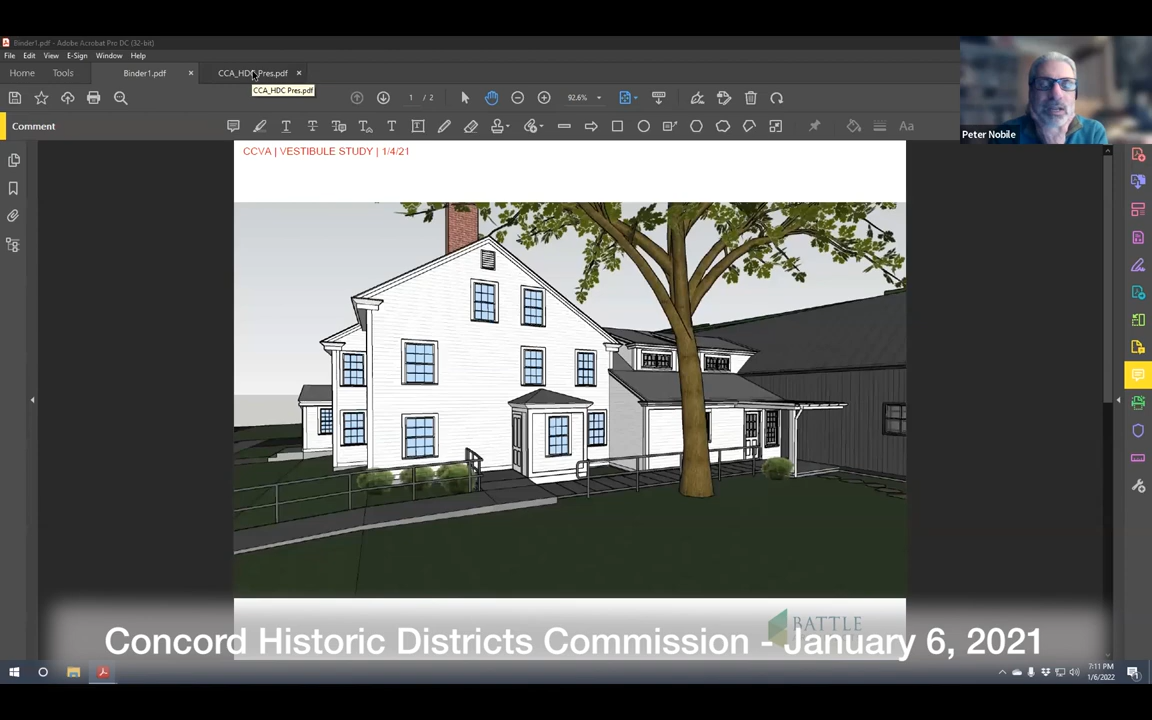 Binder1.pdf - Adobe Acrobat Pro DC (32-bit)
File Edit View E-Sign Window Help
Home Tools Binder1.pdf × CCA_HDC Pres.pdf ×
CCA_HDC Pres.pdf
1 / 2 92.6%
Comment
Aa
Peter Nobile
CCVA | VESTIBULE STUDY | 1/4/21
BATTLE
Concord Historic Districts Commission - January 6, 2021
7:11 PM
1/6/2022